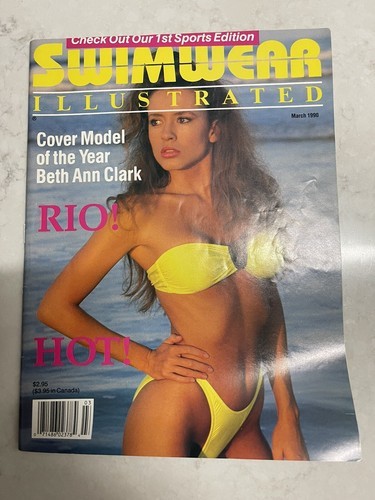 Check Out Our 1st Sports Edition
SWIMWEAR
ILLUSTRATED
March 1990
Cover Model
of the Year
Beth Ann Clark
RIO!
HOT!
$2.95
($3.95 in Canada)
03